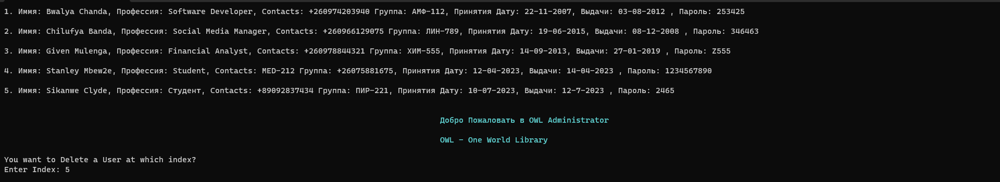 1. Иммя: Bwalya Chanda, Профессия: Software Developer, Contacts: +260974203940 Группа: АМФ-112, Принятия Дату: 22-11-2007, Выдачи: 03-08-2012 , Пароль: 253425
2. Иммя: Chilufya Banda, Профессия: Social Media Manager, Contacts: +260966129075 Группа: ЛИН-789, Принятия Дату: 19-06-2015, Выдачи: 08-12-2008 , Пароль: 346463
3. Иммя: Given Mulenga, Профессия: Financial Analyst, Contacts: +260978844321 Группа: ХИМ-555, Принятия Дату: 14-09-2013, Выдачи: 27-01-2019 , Пароль: Z555
4. Иммя: Stanley Mbew2e, Профессия: Student, Contacts: MED-212 Группа: +26075881675, Принятия Дату: 12-04-2023, Выдачи: 14-04-2023 , Пароль: 1234567890
5. Иммя: Sikanwe Clyde, Профессия: Студент, Contacts: +89092837434 Группа: ПИР-221, Принятия Дату: 10-07-2023, Выдачи: 12-7-2023 , Пароль: 2465
Добро Пожаловать в OWL Administrator
OWL - One World Library
You want to Delete a User at which index?
Enter Index: 5